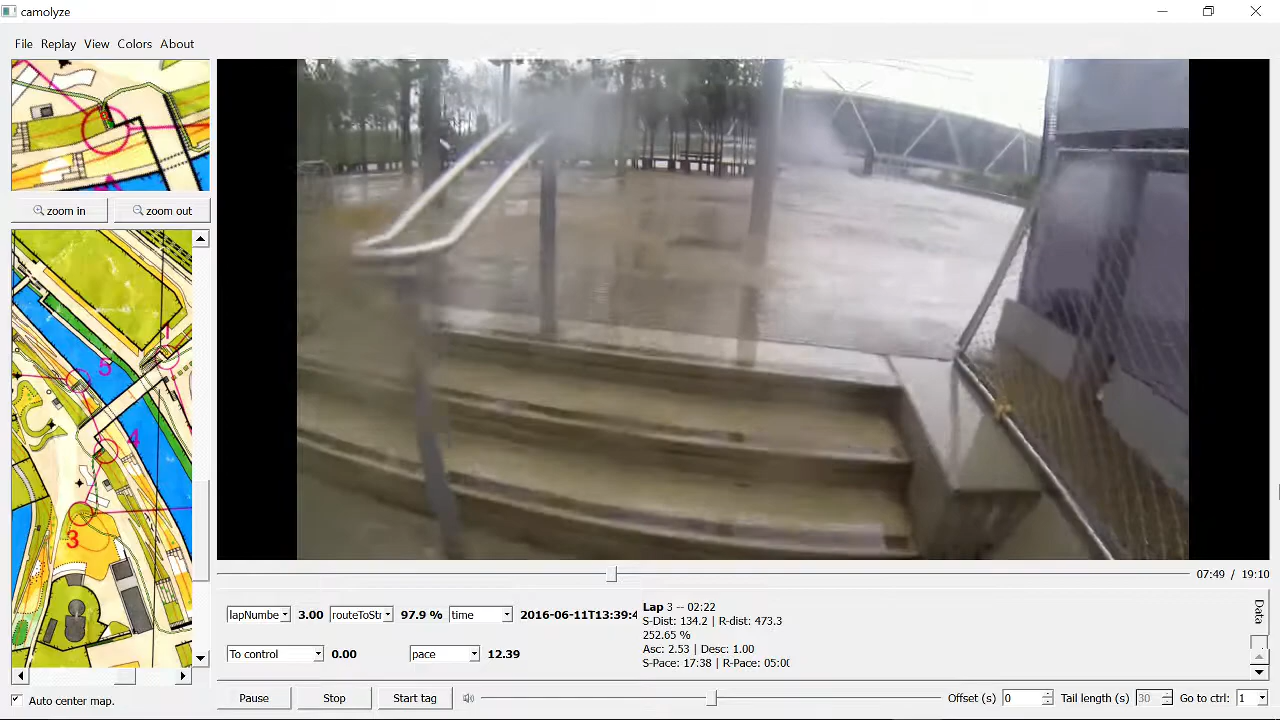 camolyze
File Replay View Colors About
zoom in zoom out
1
5
4
3
07:49 / 19:10
lapNumbe 3.00 routeToStr 97.9 % time 2016-06-11T13:39:4
To control 0.00 pace 12.39
Lap 3 -- 02:22
S-Dist: 134.2 | R-dist: 473.3
252.65 %
Asc: 2.53 | Desc: 1.00
S-Pace: 17:38 | R-Pace: 05:00
Data
Auto center map.
Pause Stop Start tag Offset (s) 0 Tail length (s) 30 Go to ctrl: 1